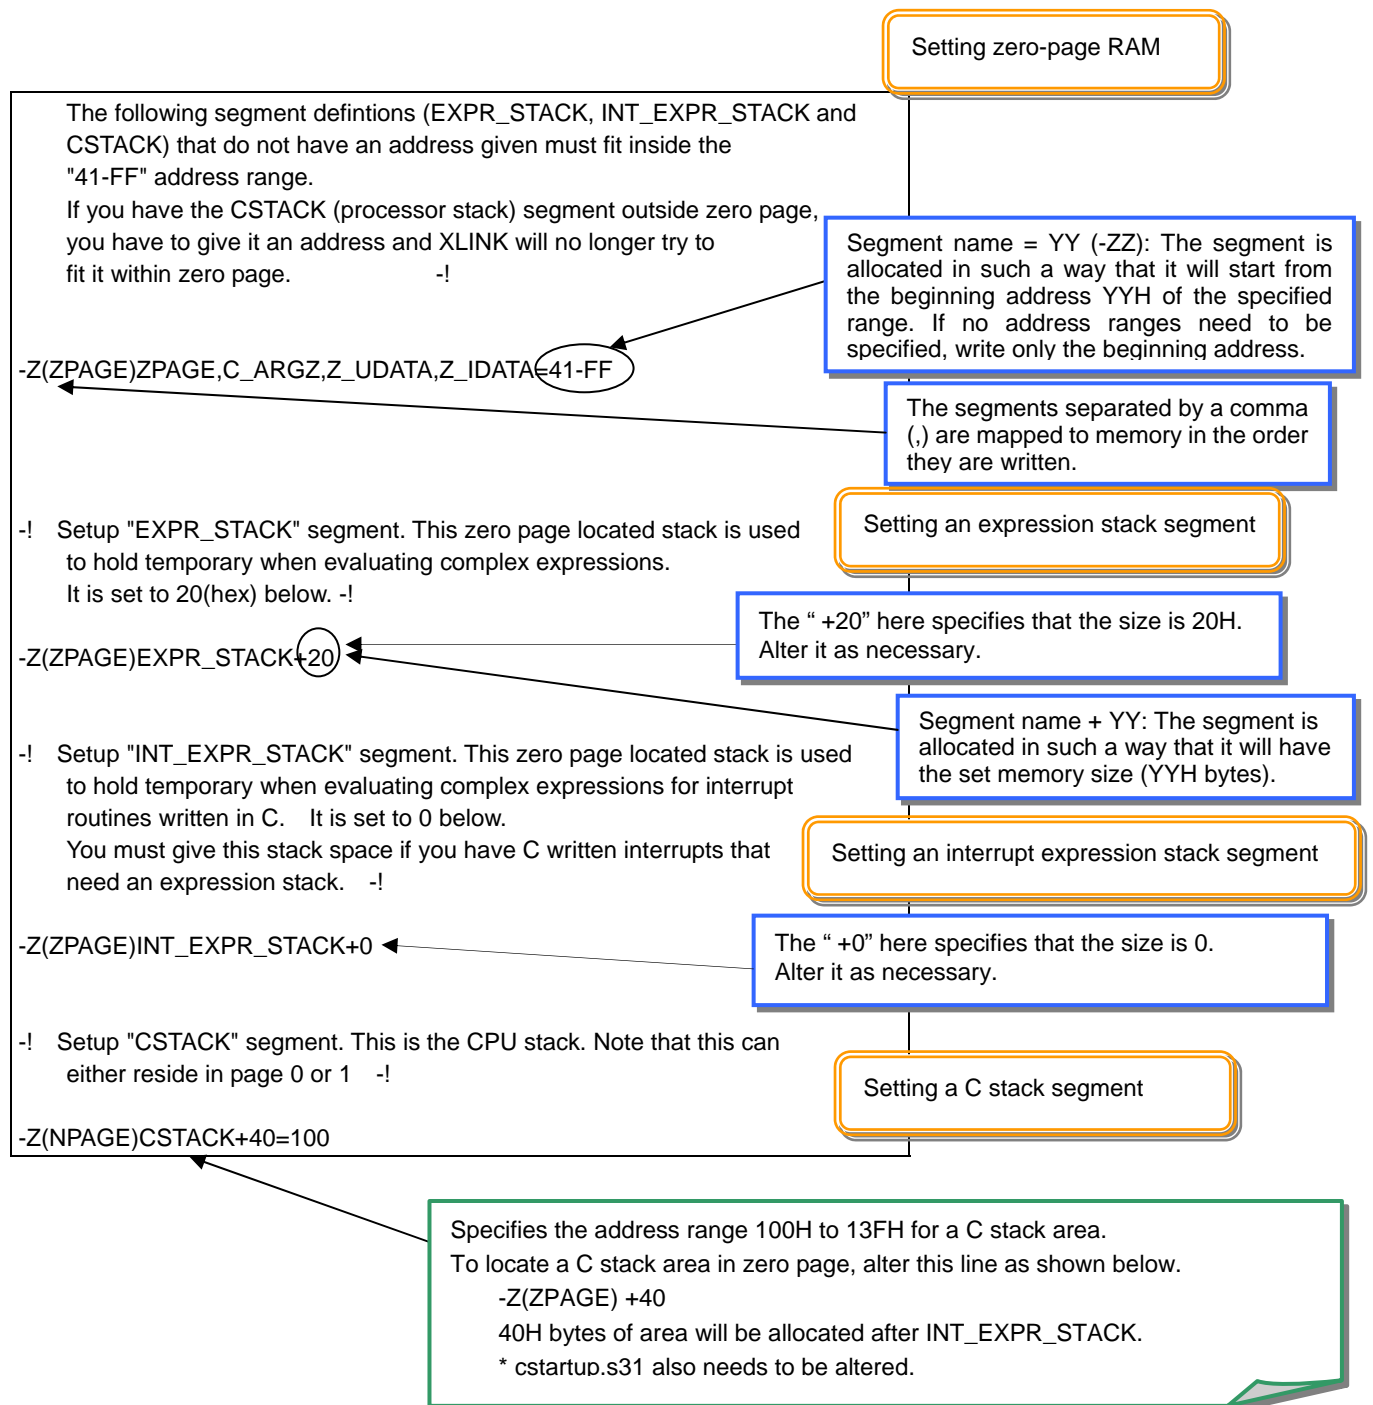 Setting zero-page RAM
The following segment defintions (EXPR_STACK, INT_EXPR_STACK and
CSTACK) that do not have an address given must fit inside the
"41-FF" address range.
If you have the CSTACK (processor stack) segment outside zero page,
you have to give it an address and XLINK will no longer try to
fit it within zero page. -!
Segment name = YY (-ZZ): The segment is
allocated in such a way that it will start from
the beginning address YYH of the specified
range. If no address ranges need to be
specified, write only the beginning address.
-Z(ZPAGE)ZPAGE,C_ARGZ,Z_UDATA,Z_IDATA=41-FF
The segments separated by a comma
(,) are mapped to memory in the order
they are written.
Setting an expression stack segment
-! Setup "EXPR_STACK" segment. This zero page located stack is used
to hold temporary when evaluating complex expressions.
It is set to 20(hex) below. -!
The “ +20” here specifies that the size is 20H.
Alter it as necessary.
-Z(ZPAGE)EXPR_STACK+20
Segment name + YY: The segment is
allocated in such a way that it will have
the set memory size (YYH bytes).
-! Setup "INT_EXPR_STACK" segment. This zero page located stack is used
to hold temporary when evaluating complex expressions for interrupt
routines written in C. It is set to 0 below.
You must give this stack space if you have C written interrupts that
need an expression stack. -!
Setting an interrupt expression stack segment
-Z(ZPAGE)INT_EXPR_STACK+0
The “ +0” here specifies that the size is 0.
Alter it as necessary.
-! Setup "CSTACK" segment. This is the CPU stack. Note that this can
either reside in page 0 or 1 -!
Setting a C stack segment
-Z(NPAGE)CSTACK+40=100
Specifies the address range 100H to 13FH for a C stack area.
To locate a C stack area in zero page, alter this line as shown below.
-Z(ZPAGE) +40
40H bytes of area will be allocated after INT_EXPR_STACK.
* cstartup.s31 also needs to be altered.